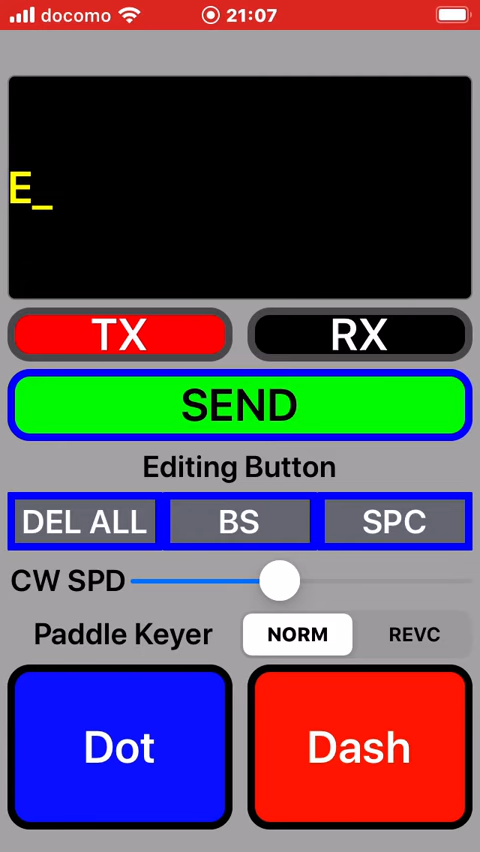 docomo 21:07
E_
TX RX
SEND
Editing Button
DEL ALL BS SPC
CW SPD
Paddle Keyer NORM REVC
Dot Dash